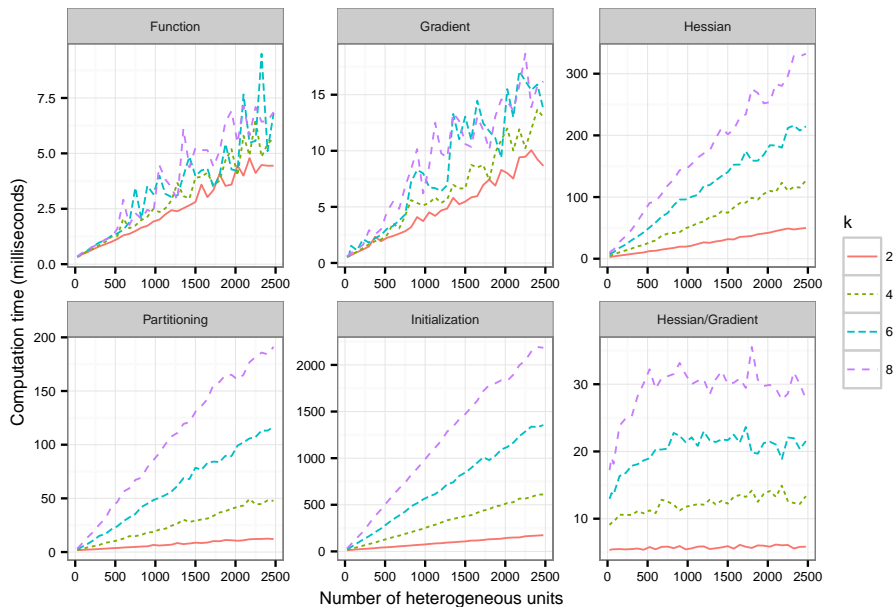 Function
Gradient
Hessian
0.0
2.5
5.0
7.5
0
5
10
15
0
100
200
300
0 500 1000 1500 2000 2500
0 500 1000 1500 2000 2500
0 500 1000 1500 2000 2500
Partitioning
Initialization
Hessian/Gradient
0
50
100
150
200
0
500
1000
1500
2000
10
20
30
0 500 1000 1500 2000 2500
0 500 1000 1500 2000 2500
0 500 1000 1500 2000 2500
Computation time (milliseconds)
Number of heterogeneous units
k
2
4
6
8